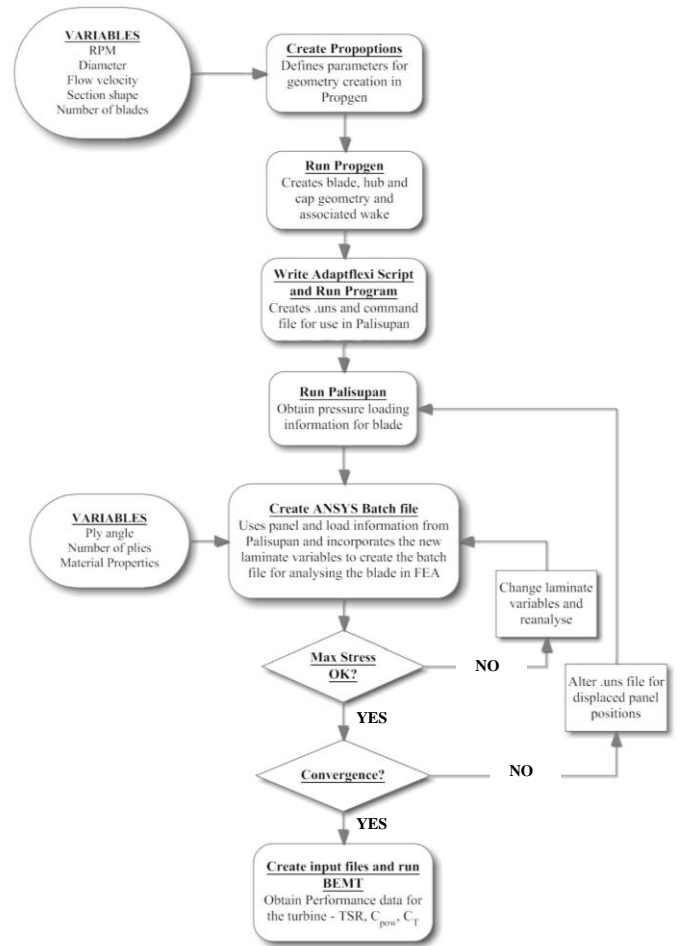 VARIABLES
RPM
Diameter
Flow velocity
Section shape
Number of blades
Create Propoptions
Defines parameters for
geometry creation in
Propgen
Run Propgen
Creates blade, hub and
cap geometry and
associated wake
Write Adaptflexi Script
and Run Program
Creates .uns and command
file for use in Palisupan
Run Palisupan
Obtain pressure loading
information for blade
VARIABLES
Ply angle
Number of plies
Material Properties
Create ANSYS Batch file
Uses panel and load information from
Palisupan and incorporates the new
laminate variables to create the batch
file for analysing the blade in FEA
Change laminate
variables and
reanalyse
Max Stress
OK?
NO
YES
Alter .uns file for
displaced panel
positions
Convergence?
NO
YES
Create input files and run
BEMT
Obtain Performance data for
the turbine - TSR, Cpow, CT